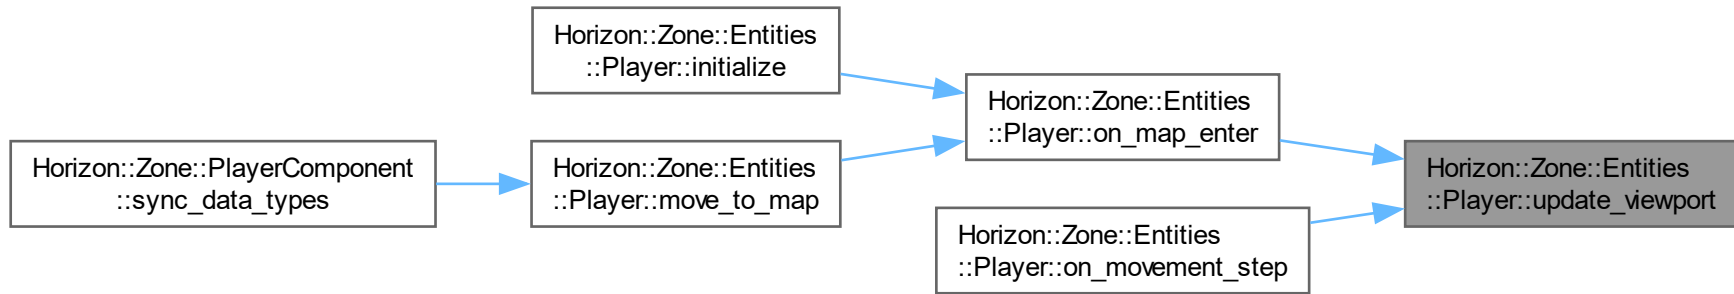 Horizon::Zone::Entities
::Player::initialize
Horizon::Zone::Entities
::Player::on_map_enter
Horizon::Zone::PlayerComponent
::sync_data_types
Horizon::Zone::Entities
::Player::move_to_map
Horizon::Zone::Entities
::Player::update_viewport
Horizon::Zone::Entities
::Player::on_movement_step